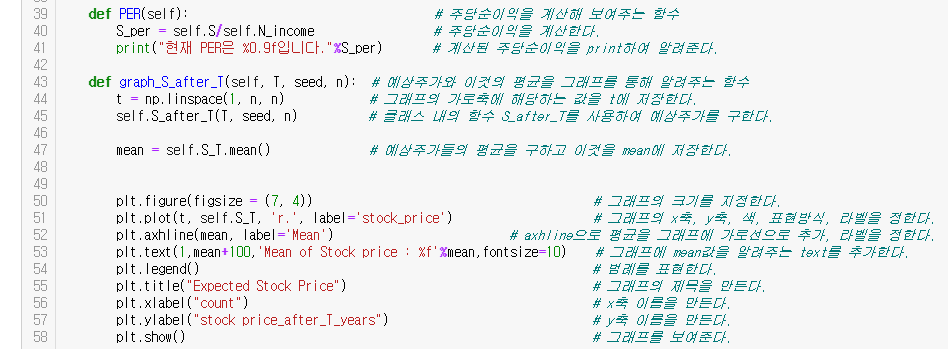 39 def PER(self): # 주당순이익을 계산해 보여주는 함수
40 S_per = self.S/self.N_income # 주당순이익을 계산한다.
41 print("현재 PER은 %0.9f입니다."%S_per) # 계산된 주당순이익을 print하여 알려준다.
42
43 def graph_S_after_T(self, T, seed, n): # 예상주가와 이것의 평균을 그래프를 통해 알려주는 함수
44 t = np.linspace(1, n, n) # 그래프의 가로축에 해당하는 값을 t에 저장한다.
45 self.S_after_T(T, seed, n) # 클래스 내의 함수 S_after_T를 사용하여 예상주가를 구한다.
46
47 mean = self.S_T.mean() # 예상주가들의 평균을 구하고 이것을 mean에 저장한다.
48
49
50 plt.figure(figsize = (7, 4)) # 그래프의 크기를 지정한다.
51 plt.plot(t, self.S_T, 'r.', label='stock_price') # 그래프의 x축, y축, 색, 표현방식, 라벨을 정한다.
52 plt.axhline(mean, label='Mean') # axhline으로 평균을 그래프에 가로선으로 추가, 라벨을 정한다.
53 plt.text(1,mean+100,'Mean of Stock price : %f'%mean,fontsize=10) # 그래프에 mean값을 알려주는 text를 추가한다.
54 plt.legend() # 범례를 표현한다.
55 plt.title("Expected Stock Price") # 그래프의 제목을 만든다.
56 plt.xlabel("count") # x축 이름을 만든다.
57 plt.ylabel("stock price_after_T_years") # y축 이름을 만든다.
58 plt.show() # 그래프를 보여준다.